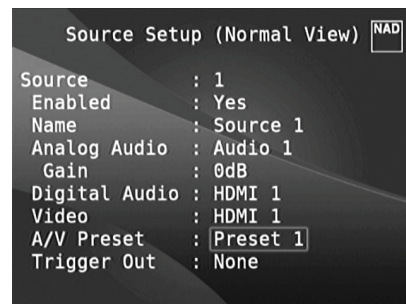 Source Setup (Normal View) NAD
Source : 1
Enabled : Yes
Name : Source 1
Analog Audio : Audio 1
Gain : 0dB
Digital Audio : HDMI 1
Video : HDMI 1
A/V Preset : Preset 1
Trigger Out : None